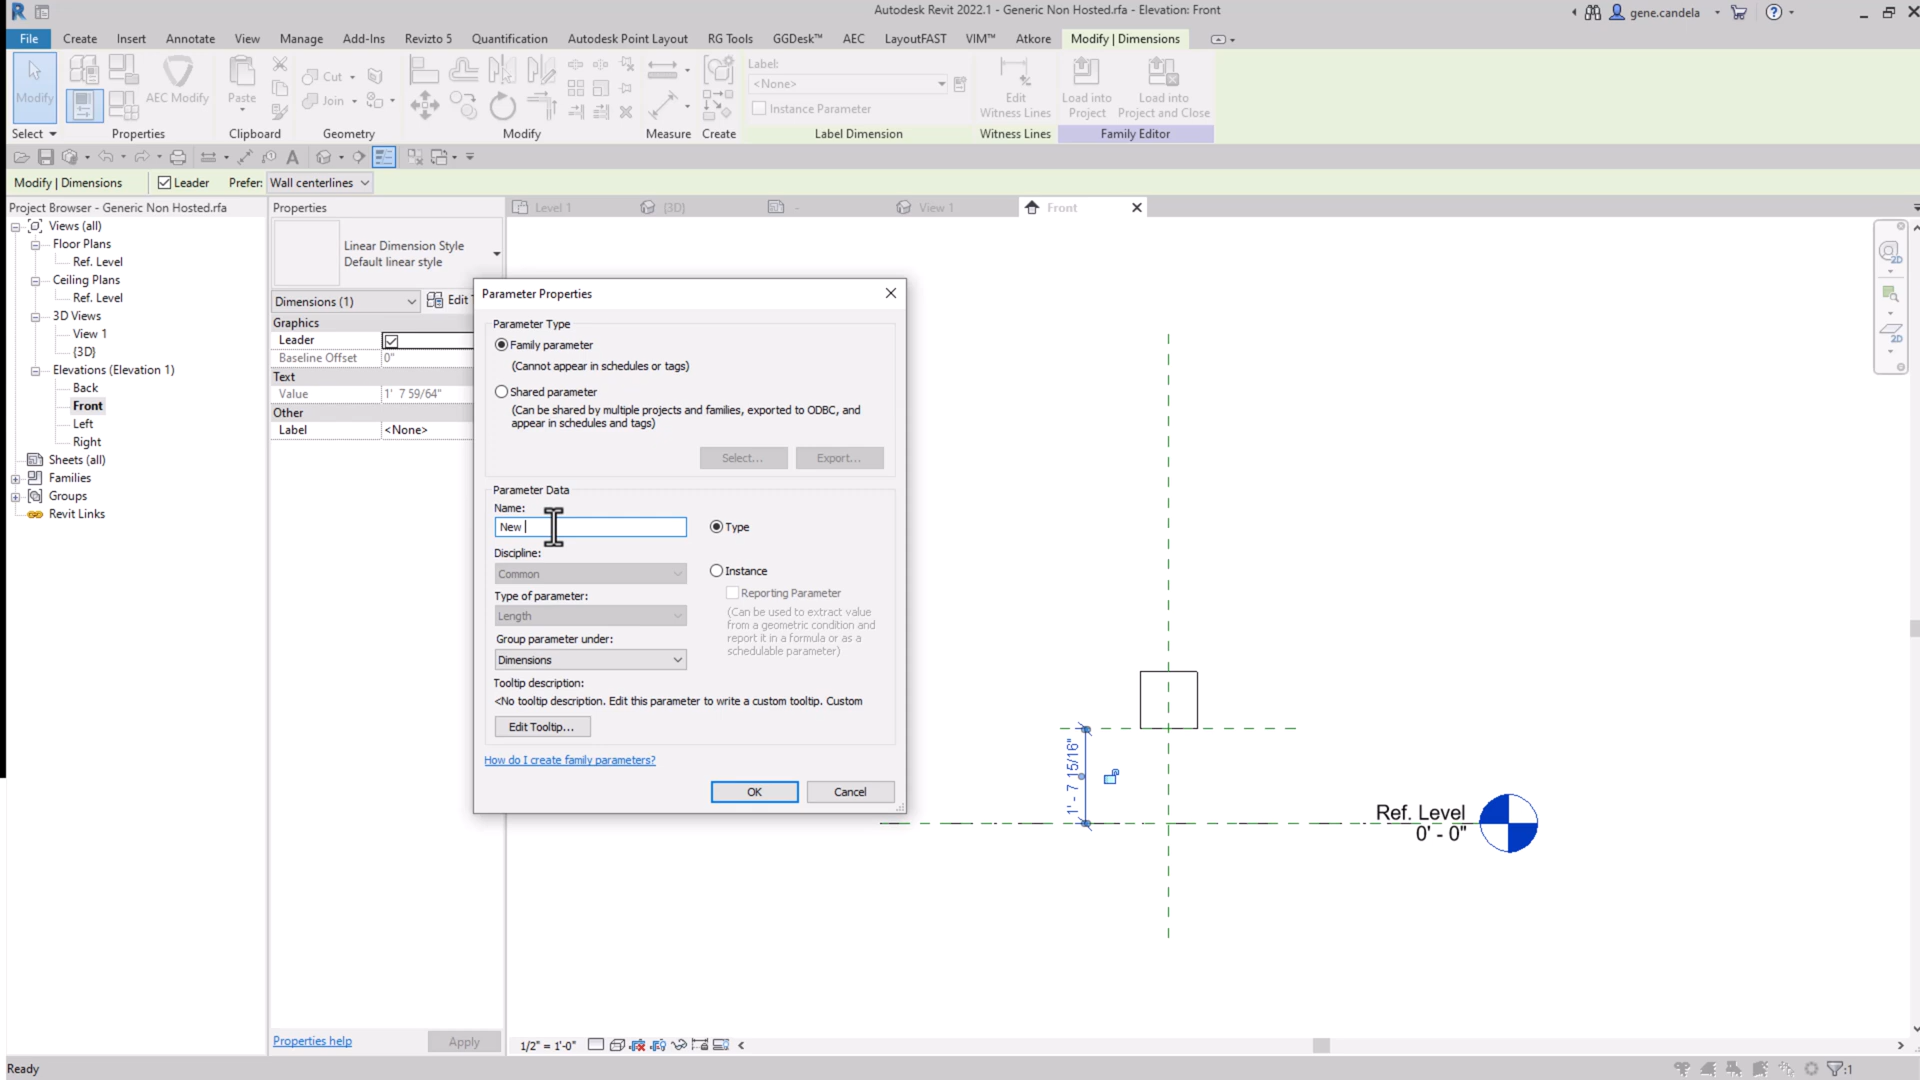 Autodesk Revit 2022.1 - Generic Non Hosted.rfa - Elevation: Front
gene.candela
File Create Insert Annotate View Manage Add-Ins Revizto 5 Quantification Autodesk Point Layout RG Tools GGDesk™ AEC LayoutFAST VIM™ Atkore Modify | Dimensions
Modify
AEC Modify
Paste
Cut
Join
Label:
<None>
Instance Parameter
Edit
Witness Lines
Load into
Project
Load into
Project and Close
Select Properties Clipboard Geometry Modify Measure Create Label Dimension Witness Lines Family Editor
Modify | Dimensions Leader Prefer: Wall centerlines
Project Browser - Generic Non Hosted.rfa
Views (all)
Floor Plans
Ref. Level
Ceiling Plans
Ref. Level
3D Views
View 1
{3D}
Elevations (Elevation 1)
Back
Front
Left
Right
Sheets (all)
Families
Groups
Revit Links
Properties
Linear Dimension Style
Default linear style
Dimensions (1)
Edit
Graphics
Leader
Baseline Offset 0"
Text
Value 1' 7 59/64"
Other
Label <None>
Properties help
Apply
Level 1 {3D} - View 1 Front
Parameter Properties
Parameter Type
Family parameter
(Cannot appear in schedules or tags)
Shared parameter
(Can be shared by multiple projects and families, exported to ODBC, and
appear in schedules and tags)
Select... Export...
Parameter Data
Name:
New
Type
Discipline:
Common
Instance
Type of parameter:
Reporting Parameter
Length
(Can be used to extract value
from a geometric condition and
report it in a formula or as a
schedulable parameter)
Group parameter under:
Dimensions
Tooltip description:
<No tooltip description. Edit this parameter to write a custom tooltip. Custom
Edit Tooltip...
How do I create family parameters?
OK Cancel
1' - 7 15/16"
Ref. Level
0' - 0"
2D
2D
1/2" = 1'-0"
Ready
:1